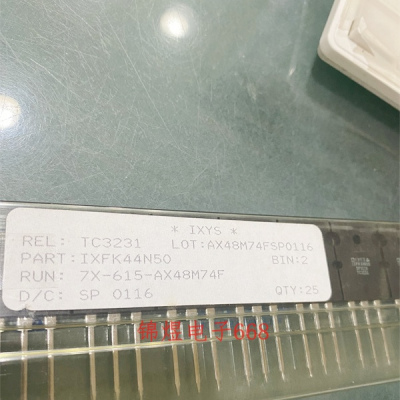 * IXYS *
REL: TC3231 LOT:AX48M74FSP0116
PART:IXFK44N50 BIN:2
RUN: 7X-615-AX48M74F
D/C: SP 0116 QTY:25
锦煜电子668